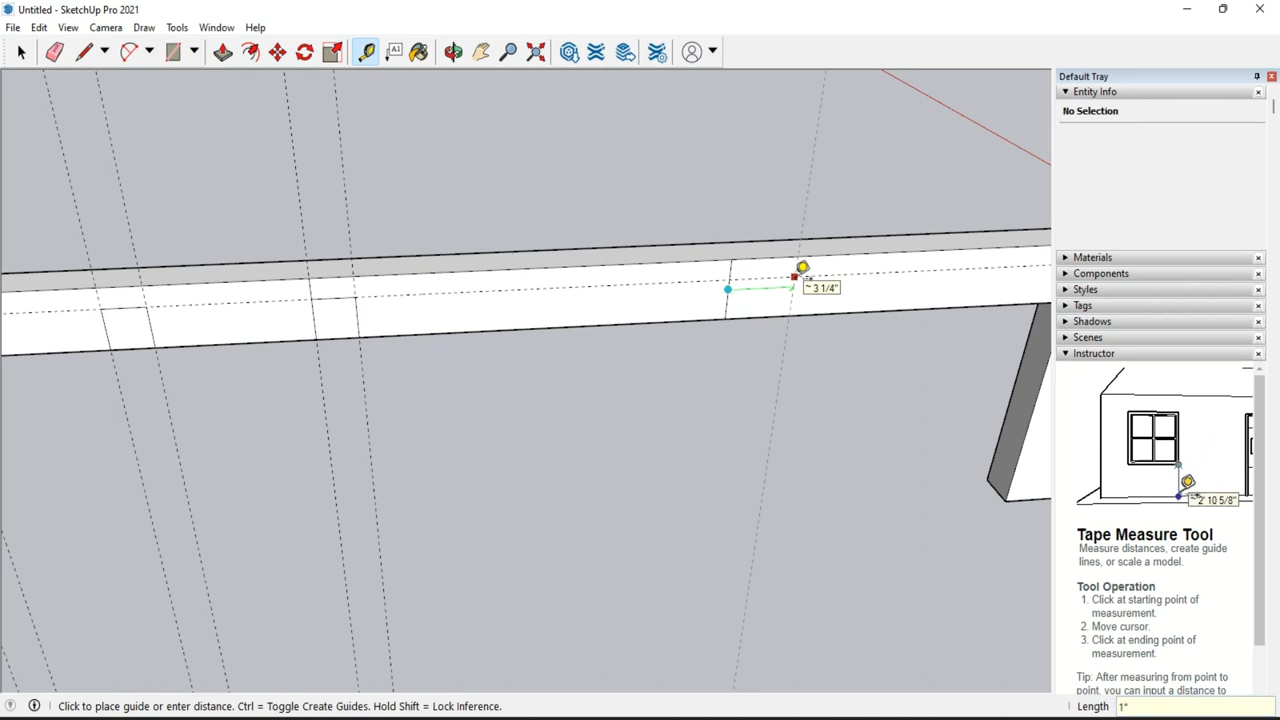 Untitled - SketchUp Pro 2021
File Edit View Camera Draw Tools Window Help
A1
Default Tray
Entity Info
No Selection
~ 3 1/4"
Materials
Components
Styles
Tags
Shadows
Scenes
Instructor
~2' 10 5/8"
Tape Measure Tool
Measure distances, create guide
lines, or scale a model.
Tool Operation
1. Click at starting point of
measurement.
2. Move cursor.
3. Click at ending point of
measurement.
Tip: After measuring from point to
point, you can input a distance to
Click to place guide or enter distance. Ctrl = Toggle Create Guides. Hold Shift = Lock Inference.
Length 1"